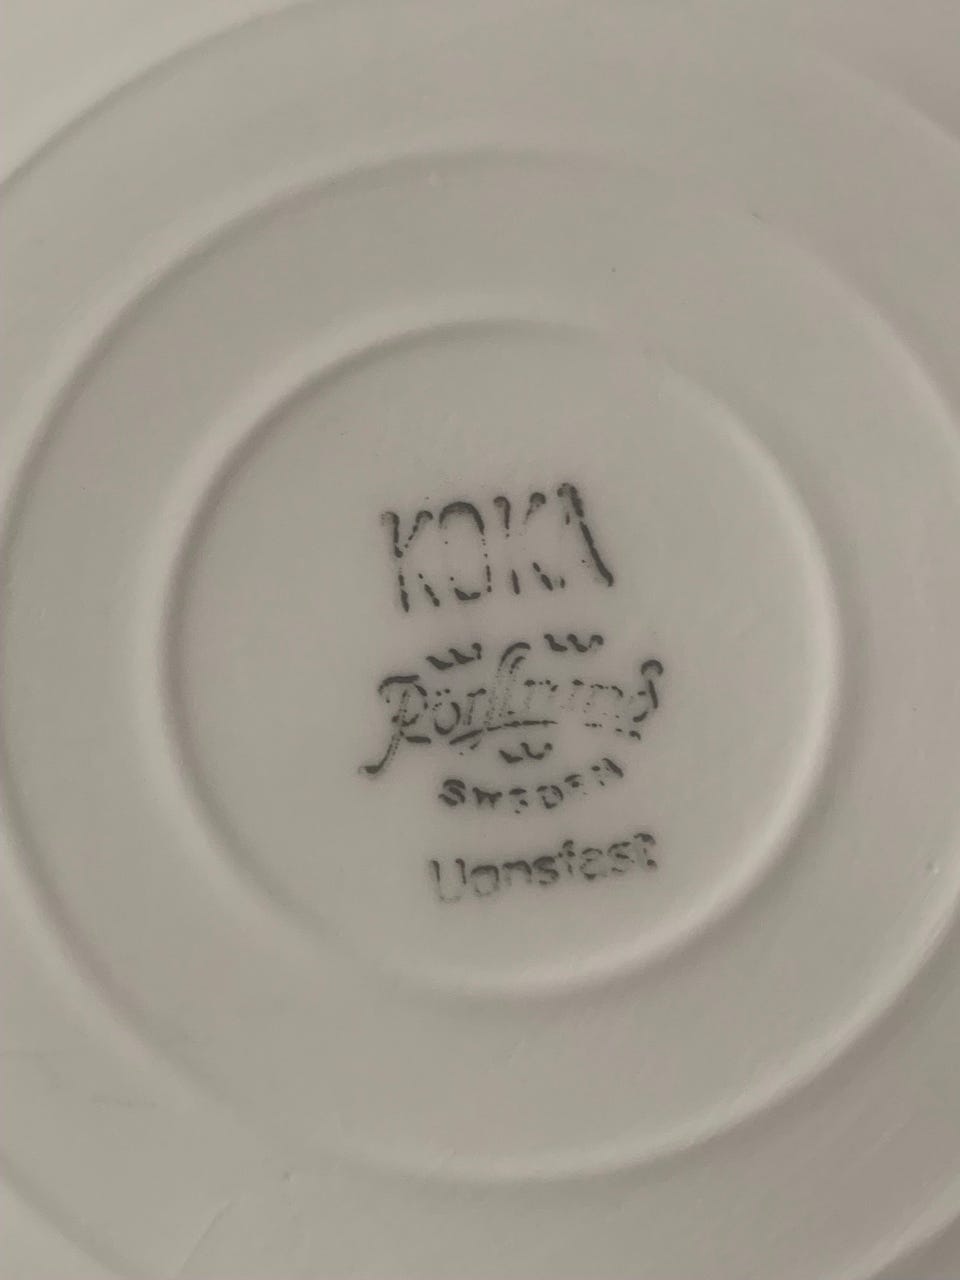 KOKA
Rörstrand
SWEDEN
Ugnsfast